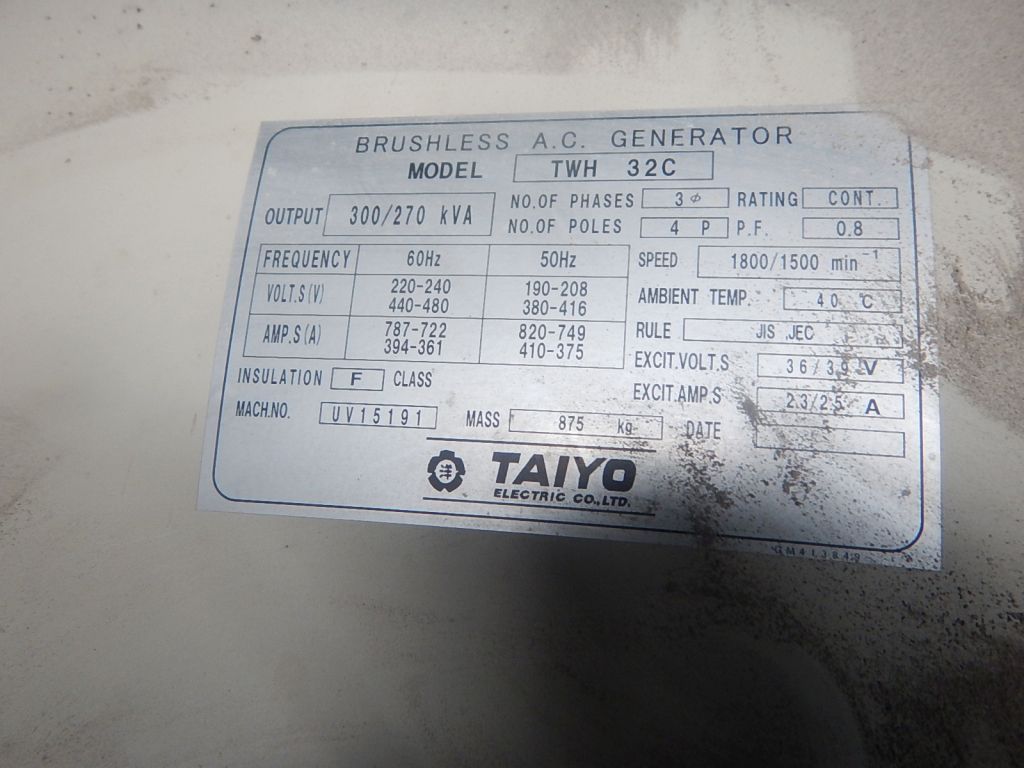 BRUSHLESS A.C. GENERATOR
MODEL TWH 32C
OUTPUT 300/270 kVA
NO.OF PHASES 3φ RATING CONT.
NO.OF POLES 4 P P.F. 0.8
FREQUENCY 60Hz 50Hz
VOLT.S(V) 220-240 190-208
440-480 380-416
AMP.S(A) 787-722 820-749
394-361 410-375
SPEED 1800/1500 min⁻¹
AMBIENT TEMP. 40 ℃
RULE JIS ,JEC
EXCIT.VOLT.S 36/39 V
EXCIT.AMP.S 2.3/2.5 A
INSULATION F CLASS
MACH.NO. UV15191 MASS 875 kg DATE
洋
TAIYO
ELECTRIC CO.,LTD.
GM413849